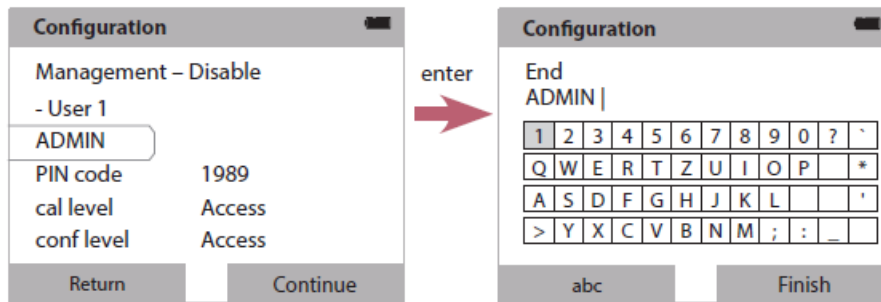 Configuration
Management – Disable
- User 1
ADMIN
PIN code 1989
cal level Access
conf level Access
Return Continue
enter
Configuration
End
ADMIN |
1 2 3 4 5 6 7 8 9 0 ? `
Q W E R T Z U I O P *
A S D F G H J K L '
> Y X C V B N M ; : _
abc Finish